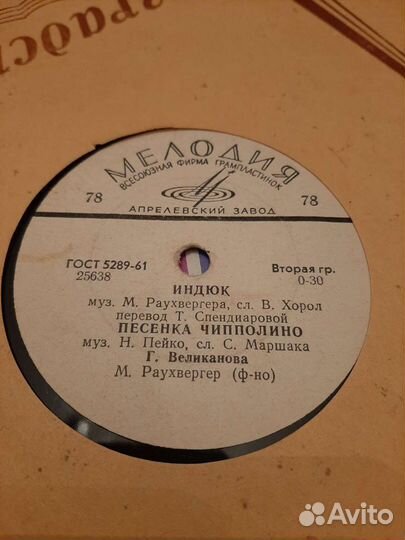 МЕЛОДИЯ
ВСЕСОЮЗНАЯ ФИРМА ГРАМПЛАСТИНОК
78 78
АПРЕЛЕВСКИЙ ЗАВОД
ГОСТ 5289-61 Вторая гр.
25638 0-30
ИНДЮК
муз. М. Раухвергера, сл. В. Хорол
перевод Т. Спендиаровой
ПЕСЕНКА ЧИППОЛИНО
муз. Н. Пейко, сл. С. Маршака
Г. Великанова
М. Раухвергер (ф-но)
Avito